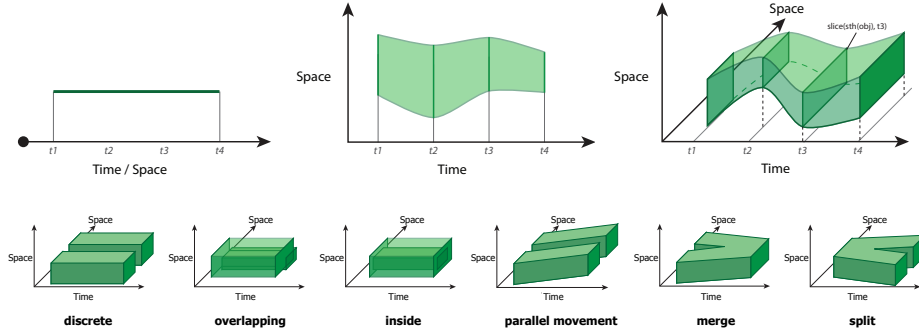 t1 t2 t3 t4
Time / Space
Space
t1 t2 t3 t4
Time
Space
slice(sth(obj), t3)
Space
t1 t2 t3 t4
Time
Space
Space
Time
discrete
Space
Space
Time
overlapping
Space
Space
Time
inside
Space
Space
Time
parallel movement
Space
Space
Time
merge
Space
Space
Time
split